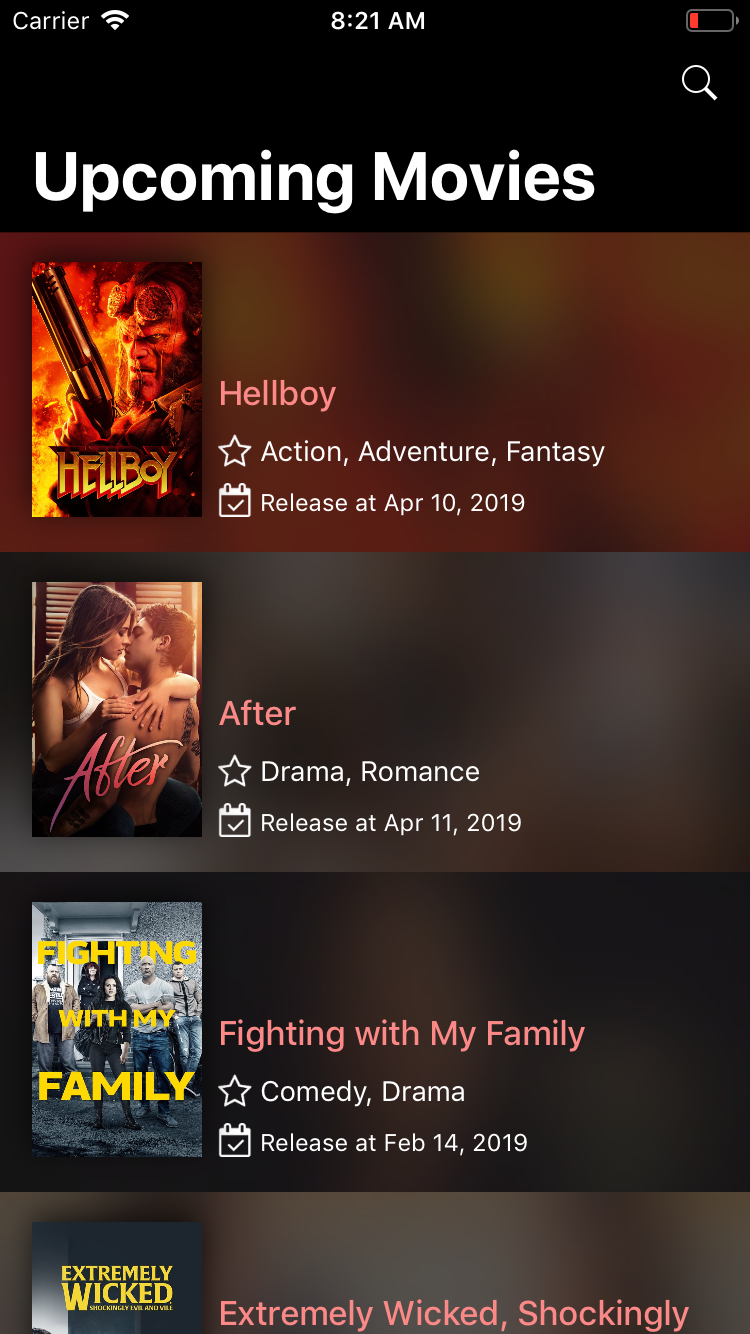 Carrier
8:21 AM
Upcoming Movies
HELLBOY
Hellboy
Action, Adventure, Fantasy
Release at Apr 10, 2019
After
After
Drama, Romance
Release at Apr 11, 2019
FIGHTING
WITH MY
FAMILY
Fighting with My Family
Comedy, Drama
Release at Feb 14, 2019
EXTREMELY
WICKED,
SHOCKINGLY EVIL AND VILE
Extremely Wicked, Shockingly